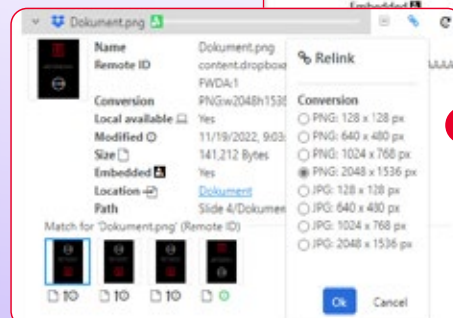 Embedded
Dokument.png
Name Dokument.png
Remote ID content.dropbox
FWDA:1
Conversion PNG:w2048h1536
Local available Yes
Modified 11/19/2022, 9:03:
Size 141,212 Bytes
Embedded Yes
Location Dokument
Path Slide 4/Dokumen
Match for 'Dokument.png' (Remote ID)
Relink
Conversion
PNG: 128 x 128 px
PNG: 640 x 480 px
PNG: 1024 x 768 px
PNG: 2048 x 1536 px
JPG: 128 x 128 px
JPG: 640 x 480 px
JPG: 1024 x 768 px
JPG: 2048 x 1536 px
Ok Cancel